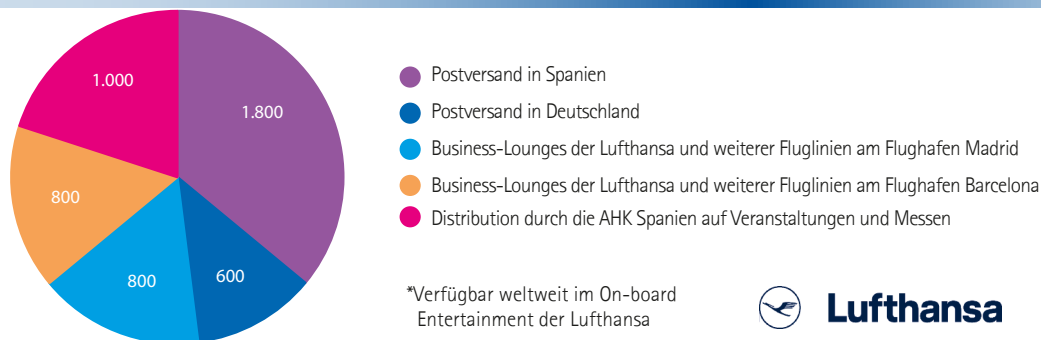 1.000
1.800
800
800
600
Postversand in Spanien
Postversand in Deutschland
Business-Lounges der Lufthansa und weiterer Fluglinien am Flughafen Madrid
Business-Lounges der Lufthansa und weiterer Fluglinien am Flughafen Barcelona
Distribution durch die AHK Spanien auf Veranstaltungen und Messen
*Verfügbar weltweit im On-board
Entertainment der Lufthansa
Lufthansa